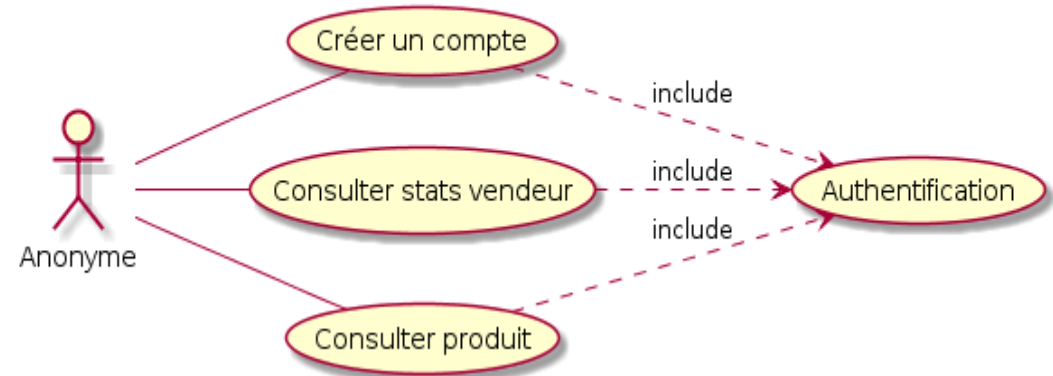 Créer un compte
include
Consulter stats vendeur
include
Authentification
include
Anonyme
Consulter produit